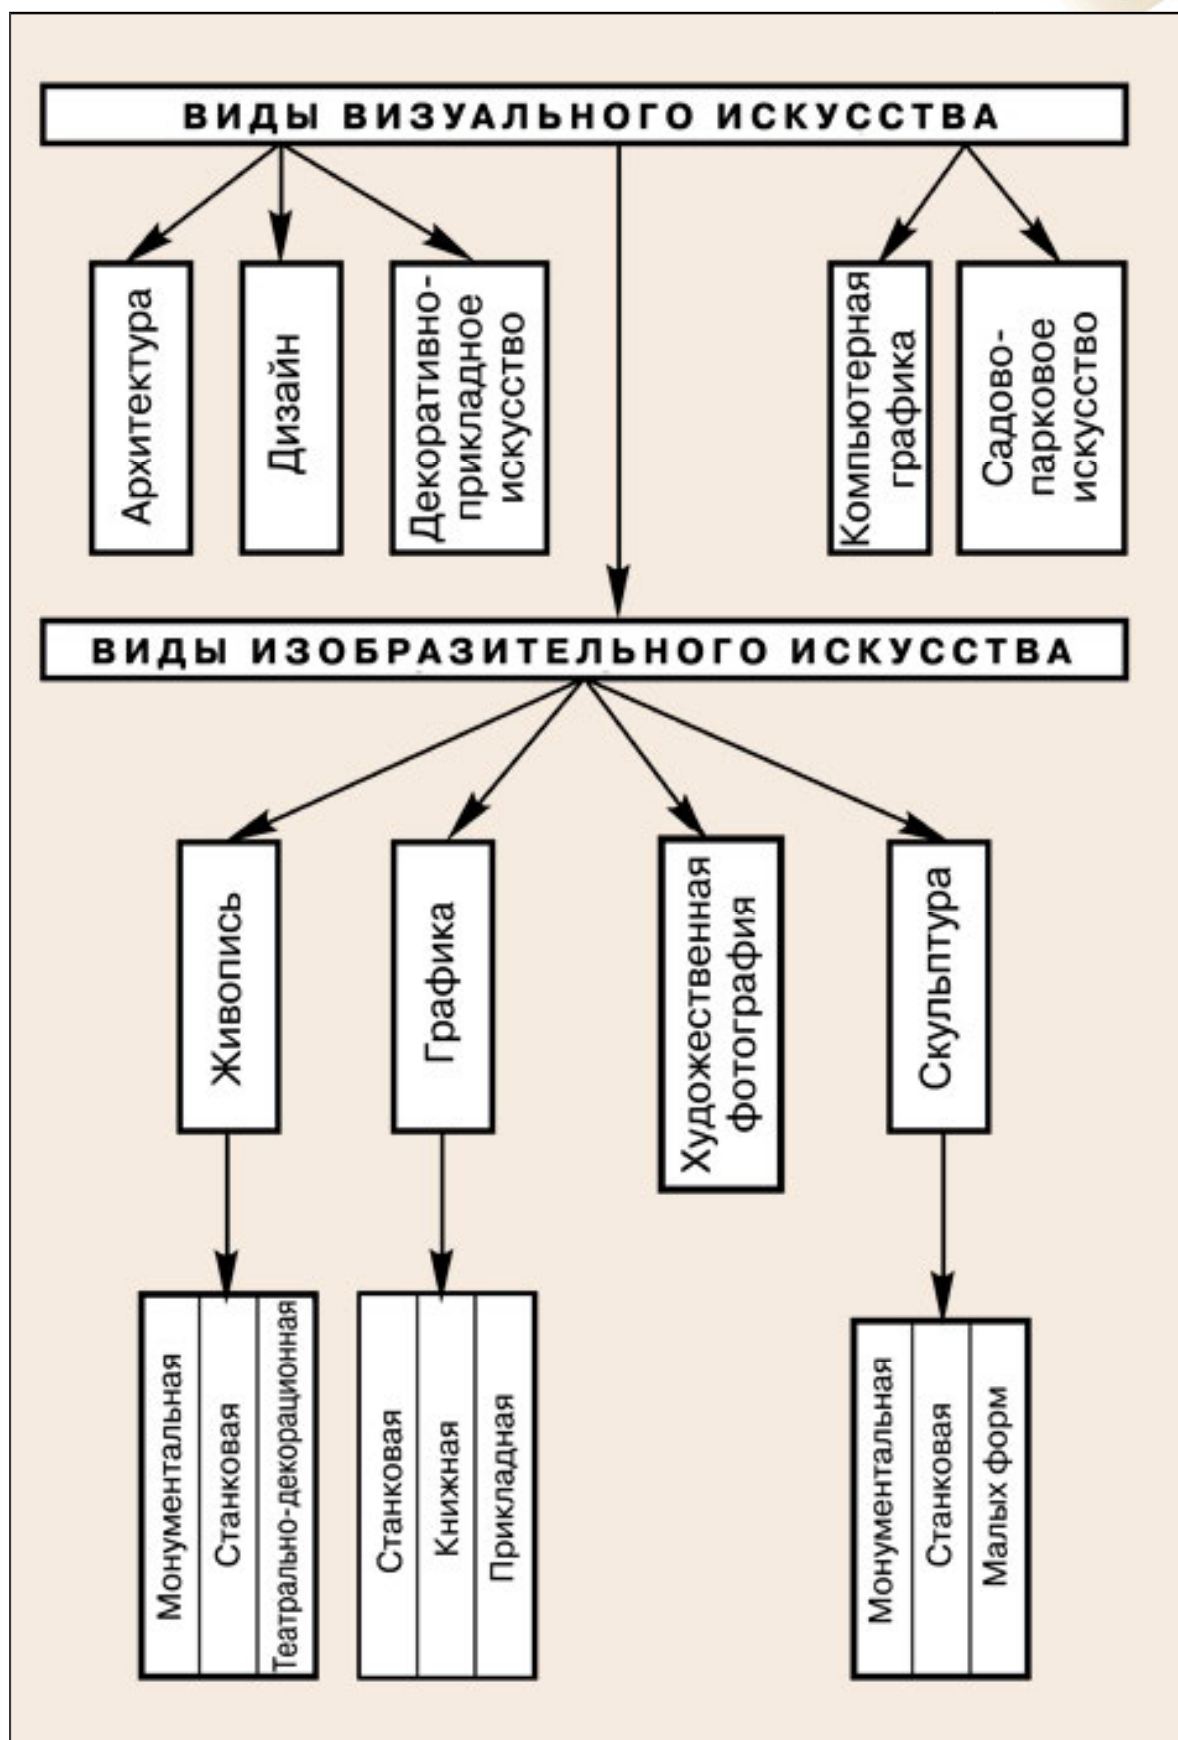 ВИДЫ ВИЗУАЛЬНОГО ИСКУССТВА
Архитектура
Дизайн
Декоративно-
прикладное
искусство
Компьютерная
графика
Садово-
парковое
искусство
ВИДЫ ИЗОБРАЗИТЕЛЬНОГО ИСКУССТВА
Живопись
Графика
Художественная
фотография
Скульптура
Монументальная
Станковая
Театрально-декорационная
Станковая
Книжная
Прикладная
Монументальная
Станковая
Малых форм